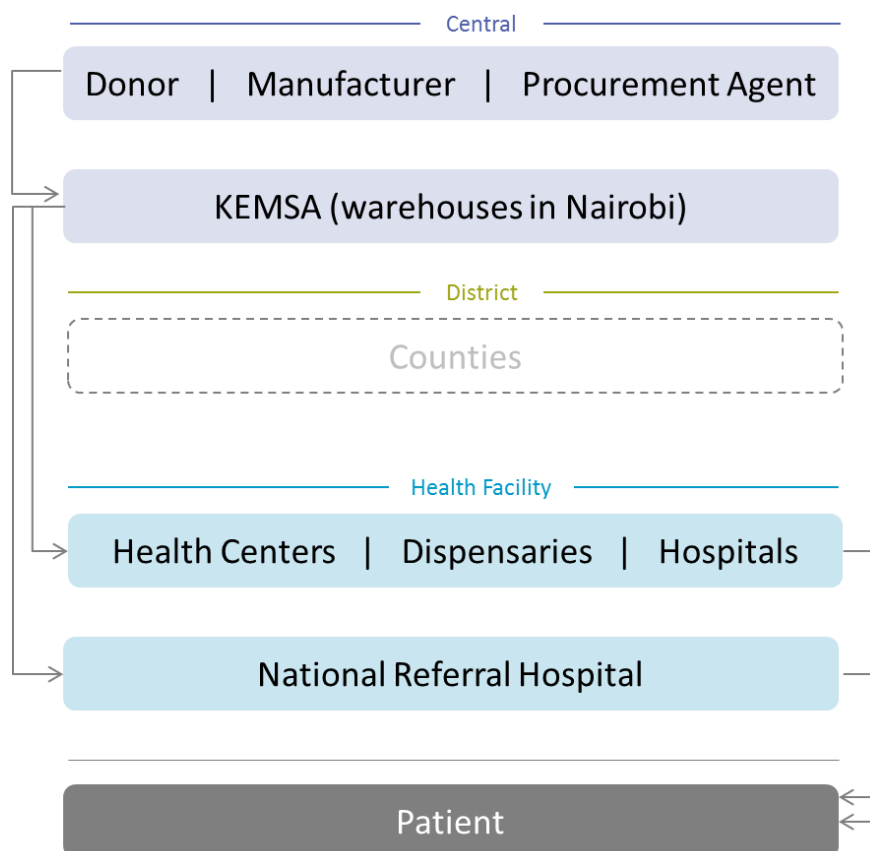 Central
Donor | Manufacturer | Procurement Agent
KEMSA (warehouses in Nairobi)
District
Counties
Health Facility
Health Centers | Dispensaries | Hospitals
National Referral Hospital
Patient